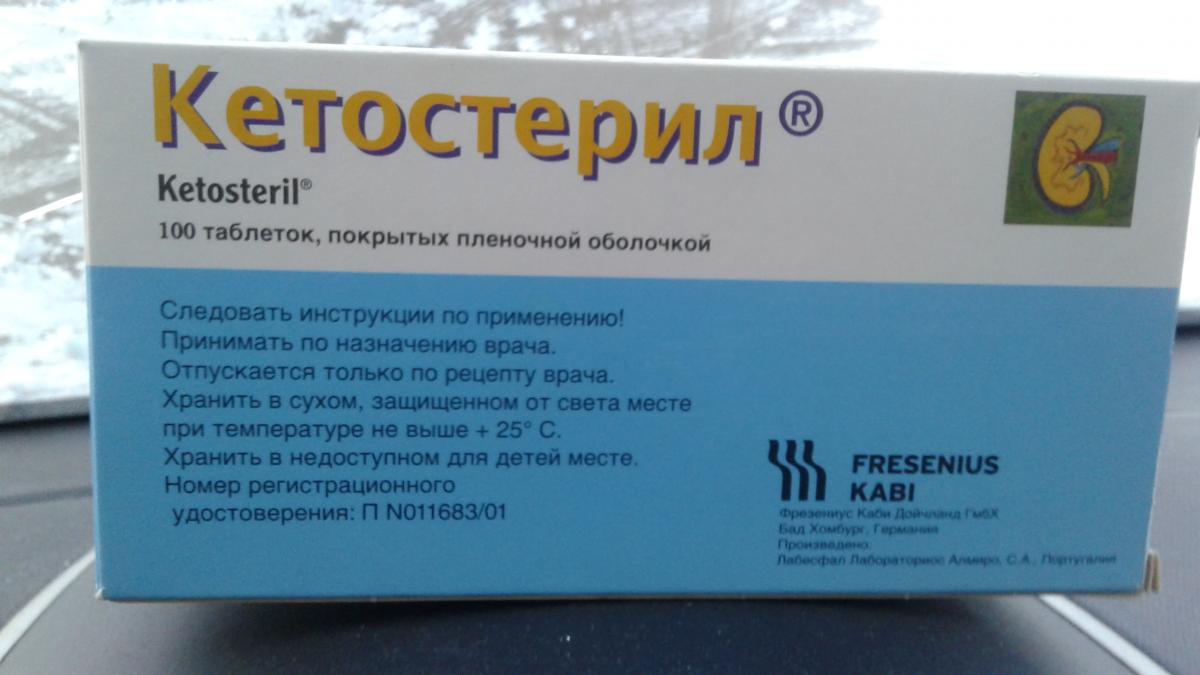 Кетостерил®
Ketosteril®
100 таблеток, покрытых пленочной оболочкой
Следовать инструкции по применению!
Принимать по назначению врача.
Отпускается только по рецепту врача.
Хранить в сухом, защищенном от света месте
при температуре не выше + 25° С.
Хранить в недоступном для детей месте.
Номер регистрационного
удостоверения: П N011683/01
FRESENIUS
KABI
Фрезениус Каби Дойчланд ГмбХ
Бад Хомбург, Германия
Произведено:
Лабесфал Лабораториос Алмиро, С.А., Португалия